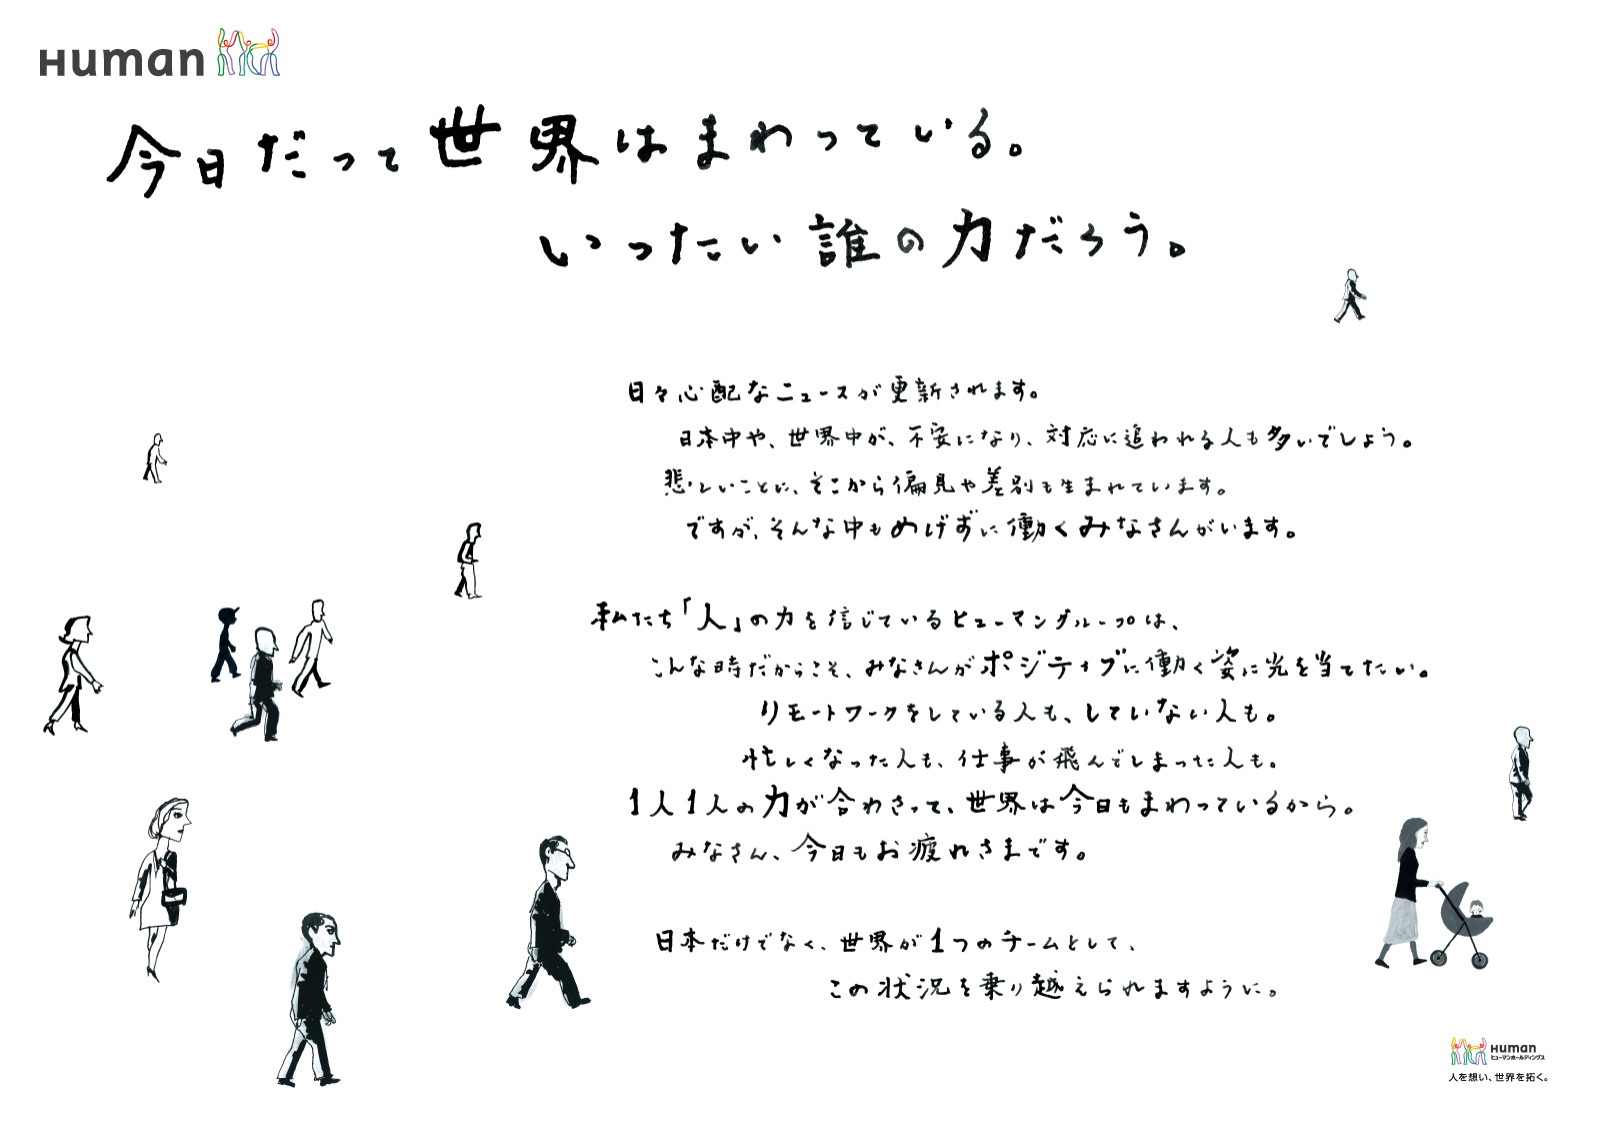 Human
今日だって世界はまわっている。
いったい誰の力だろう。
日々心配なニュースが更新されます。
日本中や、世界中が、不安になり、対応に追われる人も多いでしょう。
悲しいことに、そこから偏見や差別も生まれています。
ですが、そんな中もめげずに働くみなさんがいます。
私たち「人」の力を信じているヒューマングループは、
こんな時だからこそ、みなさんがポジティブに働く姿に光を当てたい。
リモートワークをしている人も、していない人も。
忙しくなった人も、仕事が飛んでしまった人も。
1人1人の力が合わさって、世界は今日もまわっているから。
みなさん、今日もお疲れさまです。
日本だけでなく、世界が1つのチームとして、
この状況を乗り越えられますように。
Human
ヒューマンホールディングス
人を想い、世界を拓く。